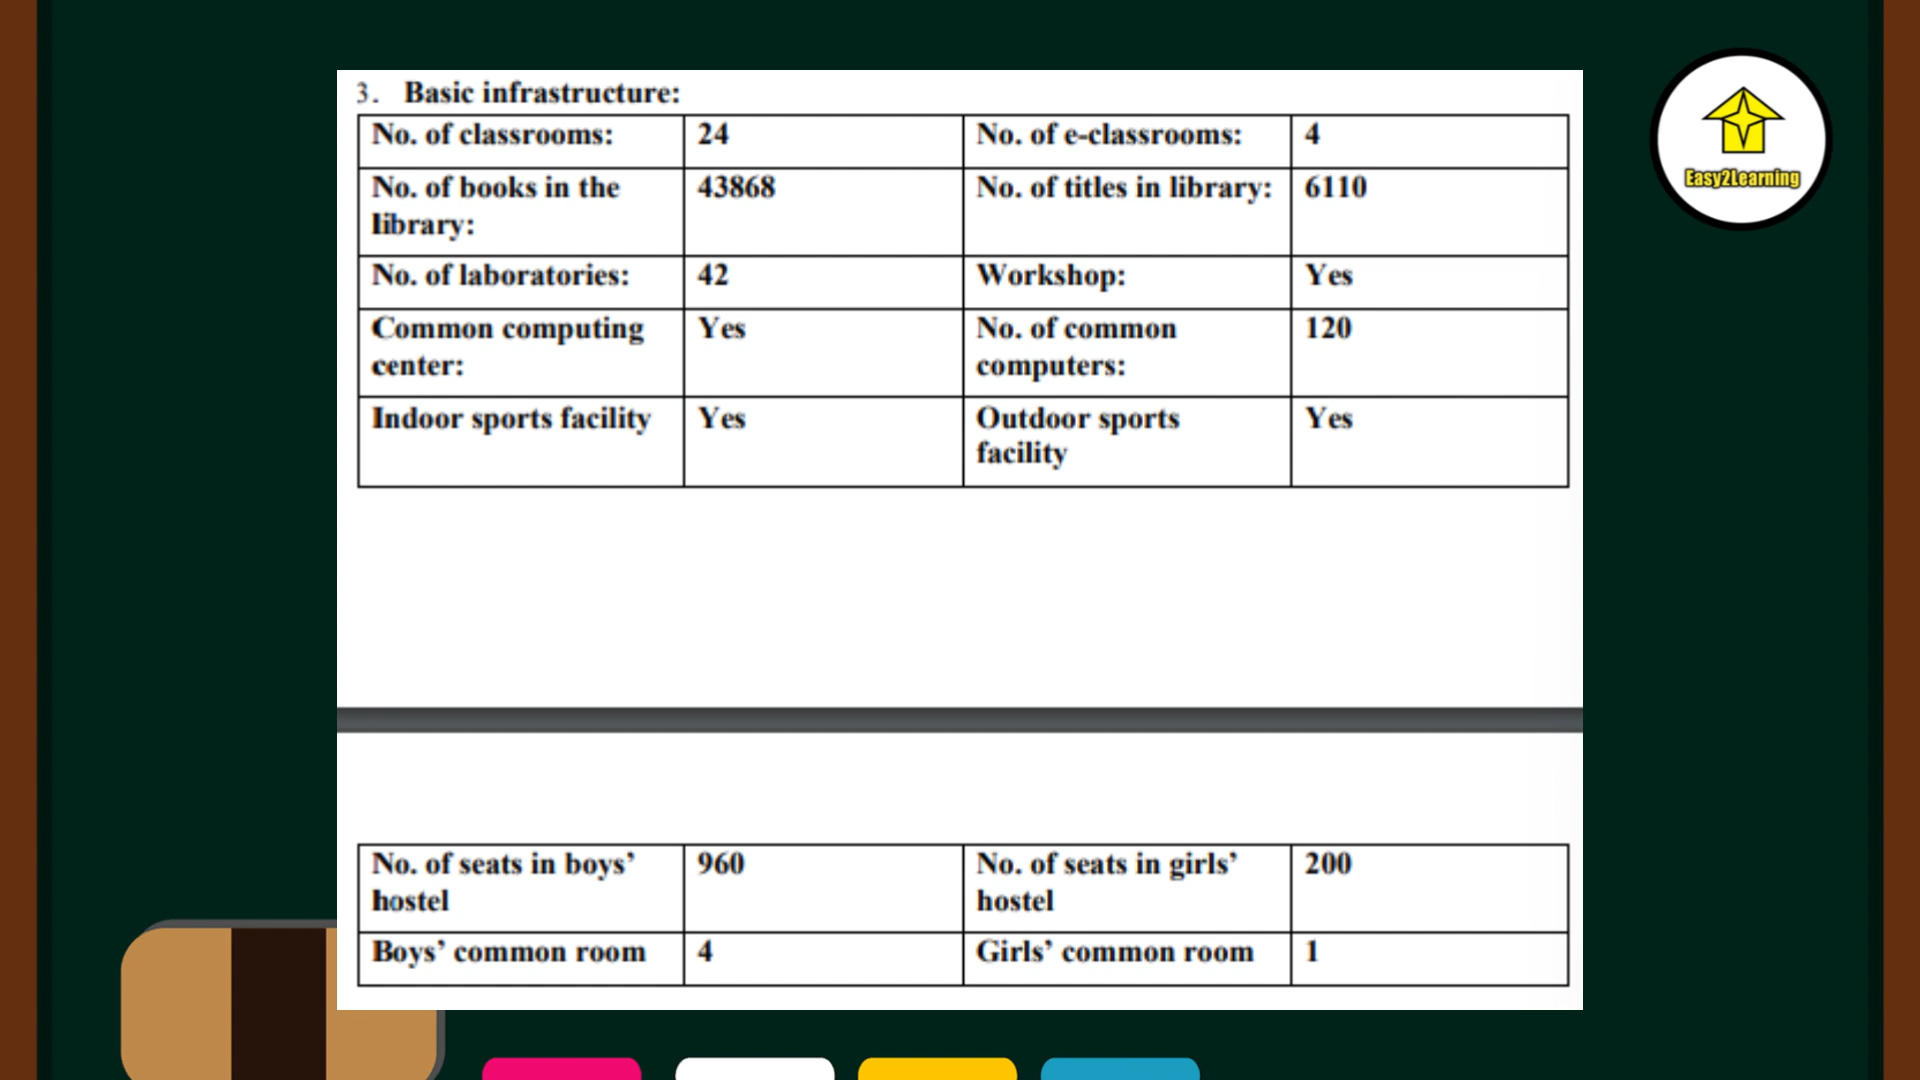 3. Basic infrastructure:
No. of classrooms: 24 No. of e-classrooms: 4
No. of books in the 43868 No. of titles in library: 6110
library:
No. of laboratories: 42 Workshop: Yes
Common computing Yes No. of common 120
center: computers:
Indoor sports facility Yes Outdoor sports Yes
facility
No. of seats in boys’ 960 No. of seats in girls’ 200
hostel hostel
Boys’ common room 4 Girls’ common room 1
Easy2Learning